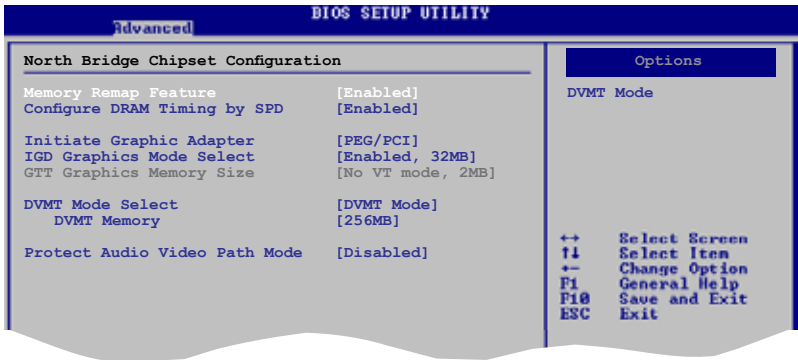 BIOS SETUP UTILITY
Advanced
North Bridge Chipset Configuration
Memory Remap Feature [Enabled]
Configure DRAM Timing by SPD [Enabled]
Initiate Graphic Adapter [PEG/PCI]
IGD Graphics Mode Select [Enabled, 32MB]
GTT Graphics Memory Size [No VT mode, 2MB]
DVMT Mode Select [DVMT Mode]
DVMT Memory [256MB]
Protect Audio Video Path Mode [Disabled]
Options
DVMT Mode
↔ Select Screen
↑↓ Select Item
+- Change Option
F1 General Help
F10 Save and Exit
ESC Exit